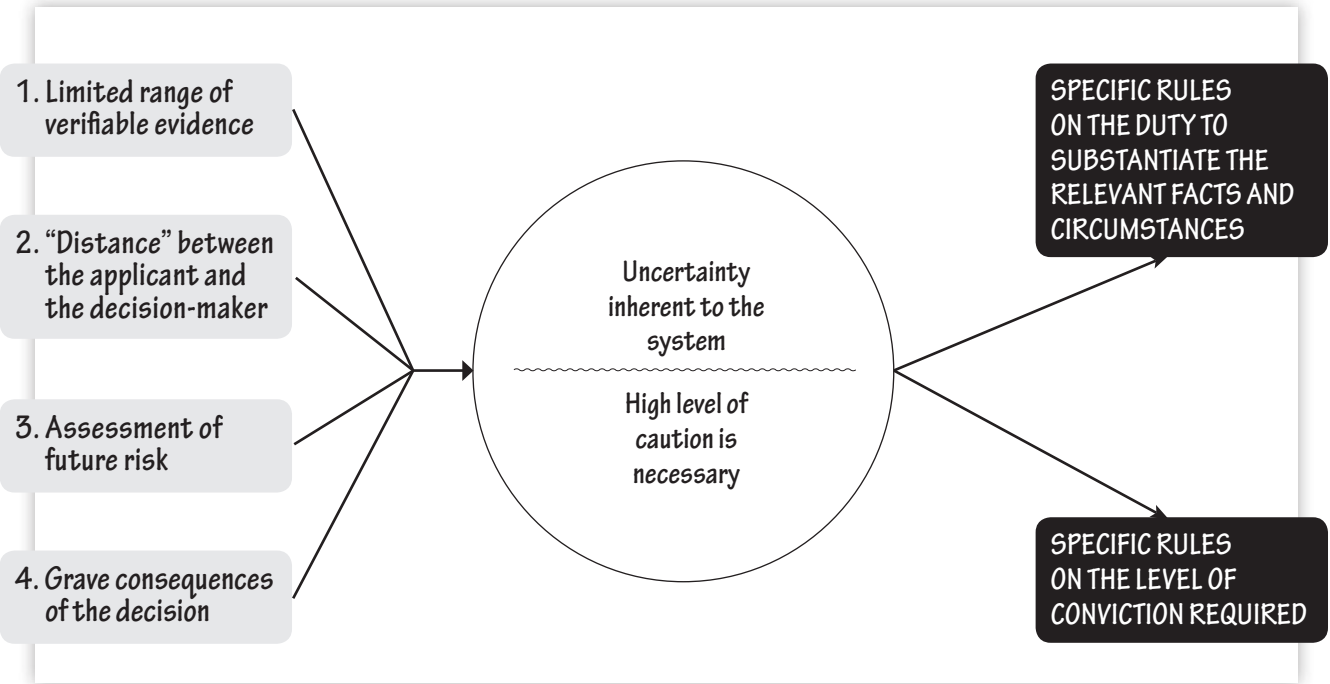 1. Limited range of
verifiable evidence
2. “Distance” between
the applicant and
the decision-maker
3. Assessment of
future risk
4. Grave consequences
of the decision
Uncertainty
inherent to the
system
High level of
caution is
necessary
SPECIFIC RULES
ON THE DUTY TO
SUBSTANTIATE THE
RELEVANT FACTS AND
CIRCUMSTANCES
SPECIFIC RULES
ON THE LEVEL OF
CONVICTION REQUIRED